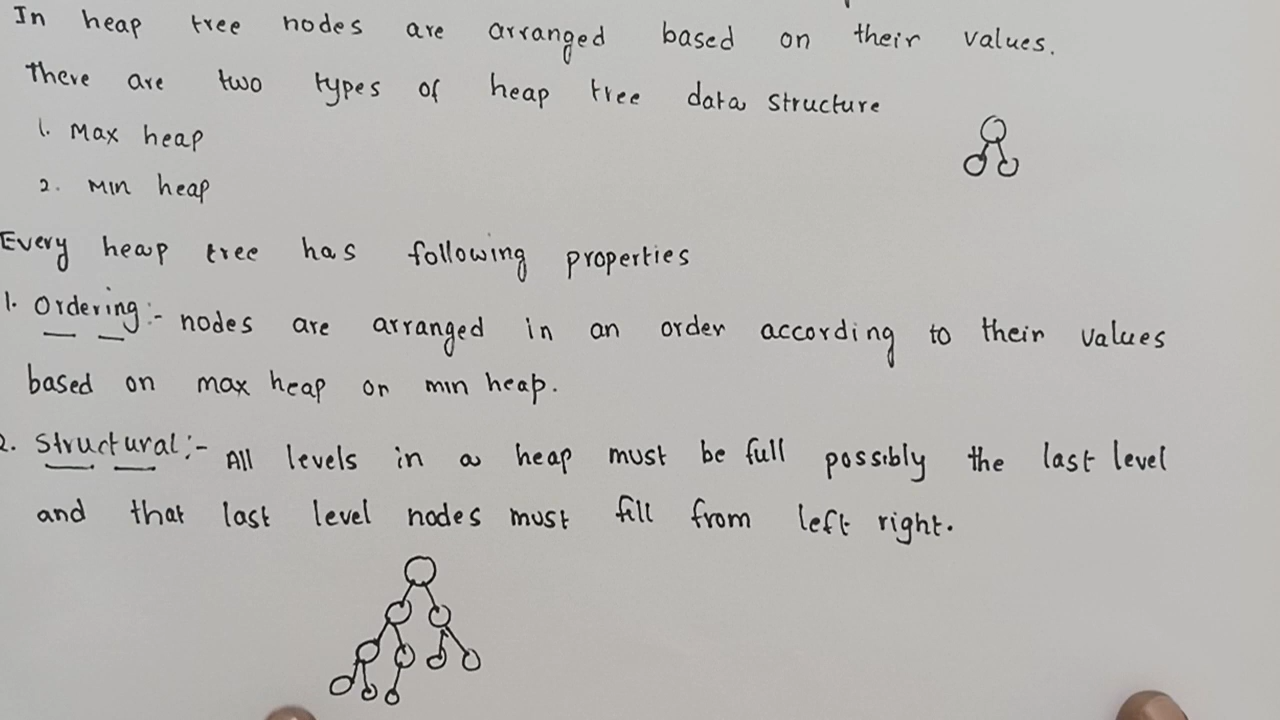 In heap tree nodes are arranged based on their values.
There are two types of heap tree data structure
1. Max heap
2. Min heap
Every heap tree has following properties
1. Ordering:- nodes are arranged in an order according to their values
based on max heap or min heap.
2. Structural:- All levels in a heap must be full possibly the last level
and that last level nodes must fill from left right.